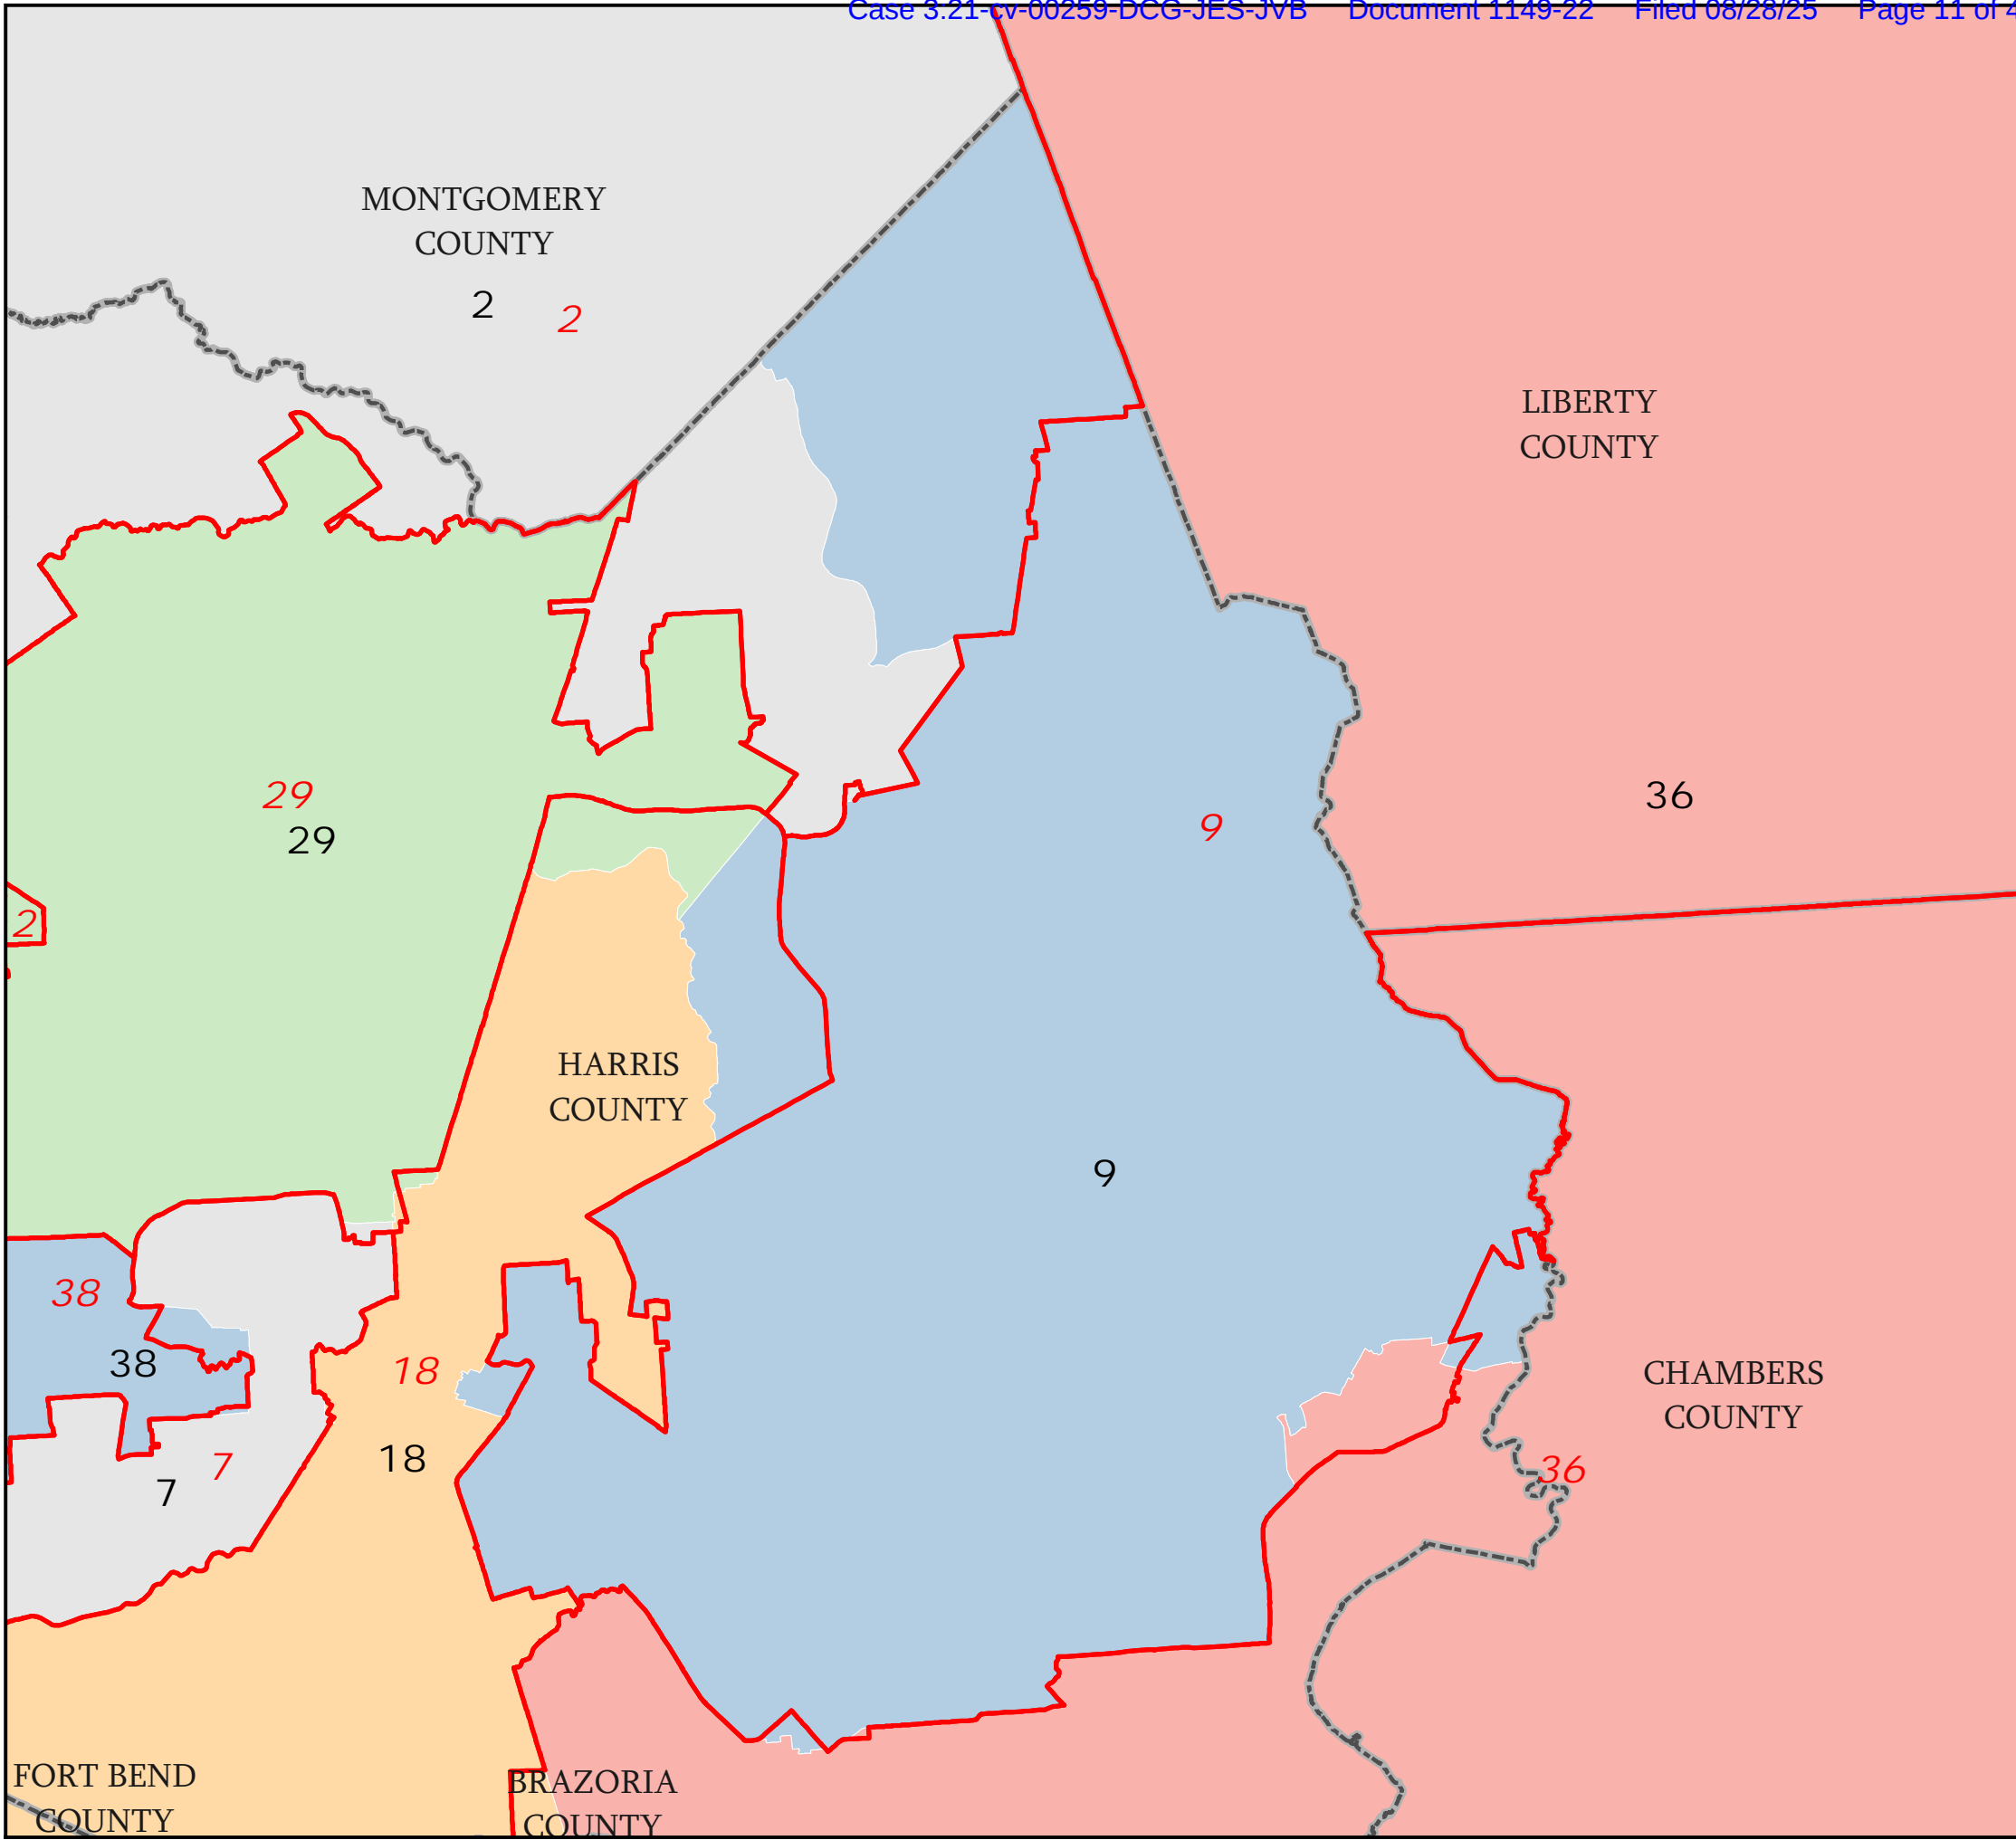 Case 3:21-cv-00259-DCG-JES-JVB Document 1149-22 Filed 08/28/25 Page 11 of 4
MONTGOMERY
COUNTY
2 2
LIBERTY
COUNTY
29
29
36
9
2
HARRIS
COUNTY
9
38
38
18
CHAMBERS
COUNTY
18
7
7
36
FORT BEND
COUNTY
BRAZORIA
COUNTY